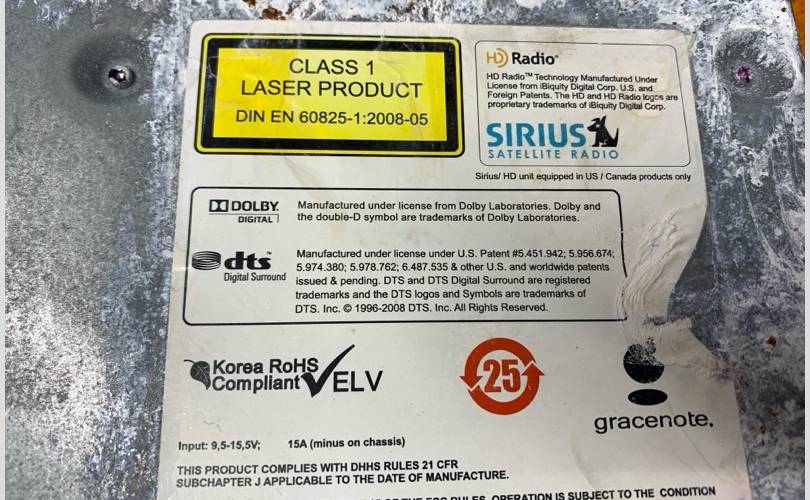 CLASS 1
LASER PRODUCT
DIN EN 60825-1:2008-05
HD Radio®
HD Radio™ Technology Manufactured Under
License from iBiquity Digital Corp. U.S. and
Foreign Patents. The HD and HD Radio logos are
proprietary trademarks of iBiquity Digital Corp.
SIRIUS
SATELLITE RADIO
Sirius/ HD unit equipped in US / Canada products only
DOLBY
DIGITAL
Manufactured under license from Dolby Laboratories. Dolby and
the double-D symbol are trademarks of Dolby Laboratories.
dts
Digital Surround
Manufactured under license under U.S. Patent #5.451.942; 5.956.674;
5.974.380; 5.978.762; 6.487.535 & other U.S. and worldwide patents
issued & pending. DTS and DTS Digital Surround are registered
trademarks and the DTS logos and Symbols are trademarks of
DTS. Inc. © 1996-2008 DTS. Inc. All Rights Reserved.
Korea RoHS
Compliant
ELV
25
gracenote.
Input: 9,5-15,5V; 15A (minus on chassis)
THIS PRODUCT COMPLIES WITH DHHS RULES 21 CFR
SUBCHAPTER J APPLICABLE TO THE DATE OF MANUFACTURE.
OF THE FCC RULES. OPERATION IS SUBJECT TO THE CONDITION